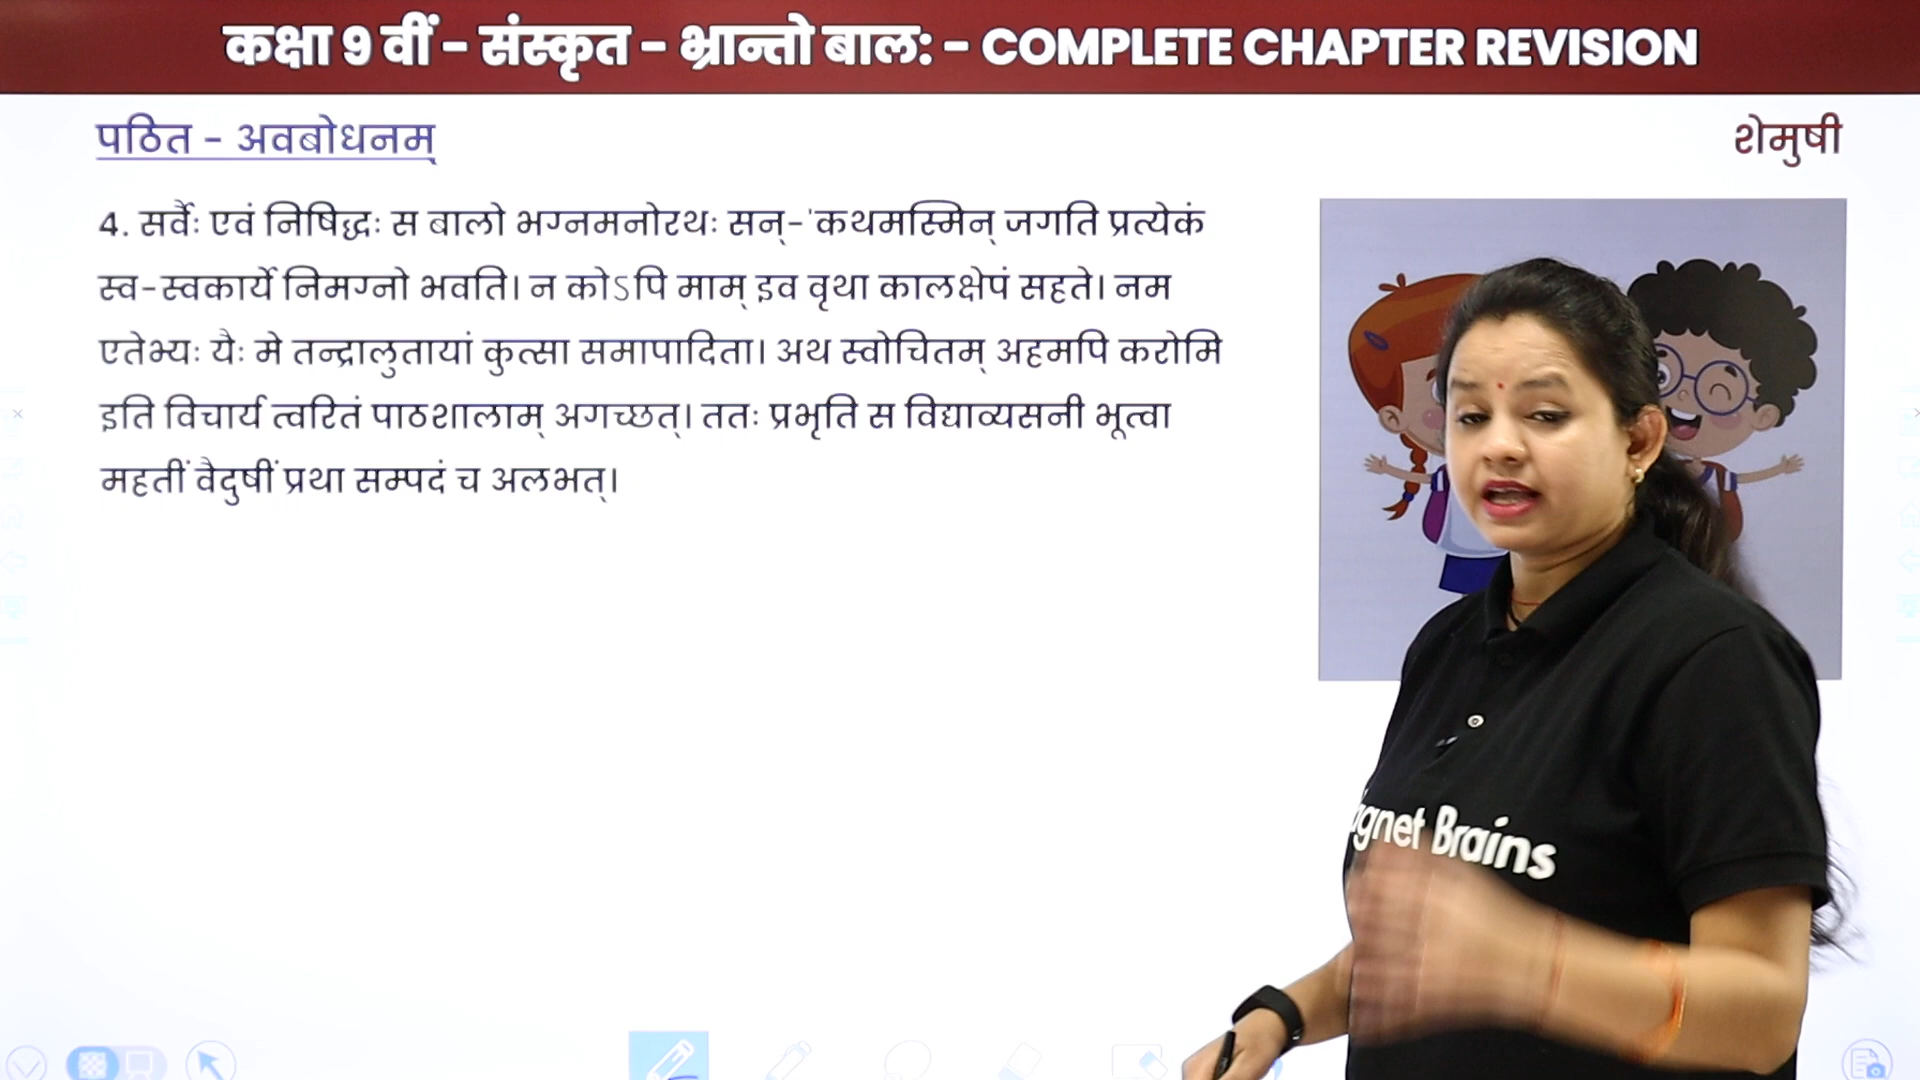 कक्षा 9 वीं - संस्कृत - भ्रान्तो बाल: - COMPLETE CHAPTER REVISION
पठित - अवबोधनम्
शेमुषी
4. सर्वैः एवं निषिद्धः स बालो भग्नमनोरथः सन्-'कथमस्मिन् जगति प्रत्येकं
स्व-स्वकार्ये निमग्नो भवति। न कोऽपि माम् इव वृथा कालक्षेपं सहते। नम
एतेभ्यः यैः मे तन्द्रालुतायां कुत्सा समापादिता। अथ स्वोचितम् अहमपि करोमि
इति विचार्य त्वरितं पाठशालाम् अगच्छत्। ततः प्रभृति स विद्याव्यसनी भूत्वा
महतीं वैदुषीं प्रथा सम्पदं च अलभत्।
gnet Brains